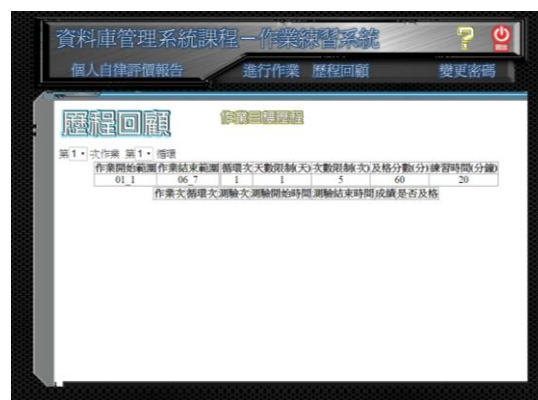 資料庫管理系統課程－作業練習系統
個人自律評價報告 進行作業 歷程回顧 變更密碼
歷程回顧
第 1 次作業 第 1 循環
作業開始範圍 作業結束範圍 循環次 天數限制(天) 次數限制(次) 及格分數(分) 練習時間(分鐘)
01_1 06_7 1 1 5 60 20
作業次 循環次 測驗次 測驗開始時間 測驗結束時間 成績 是否及格